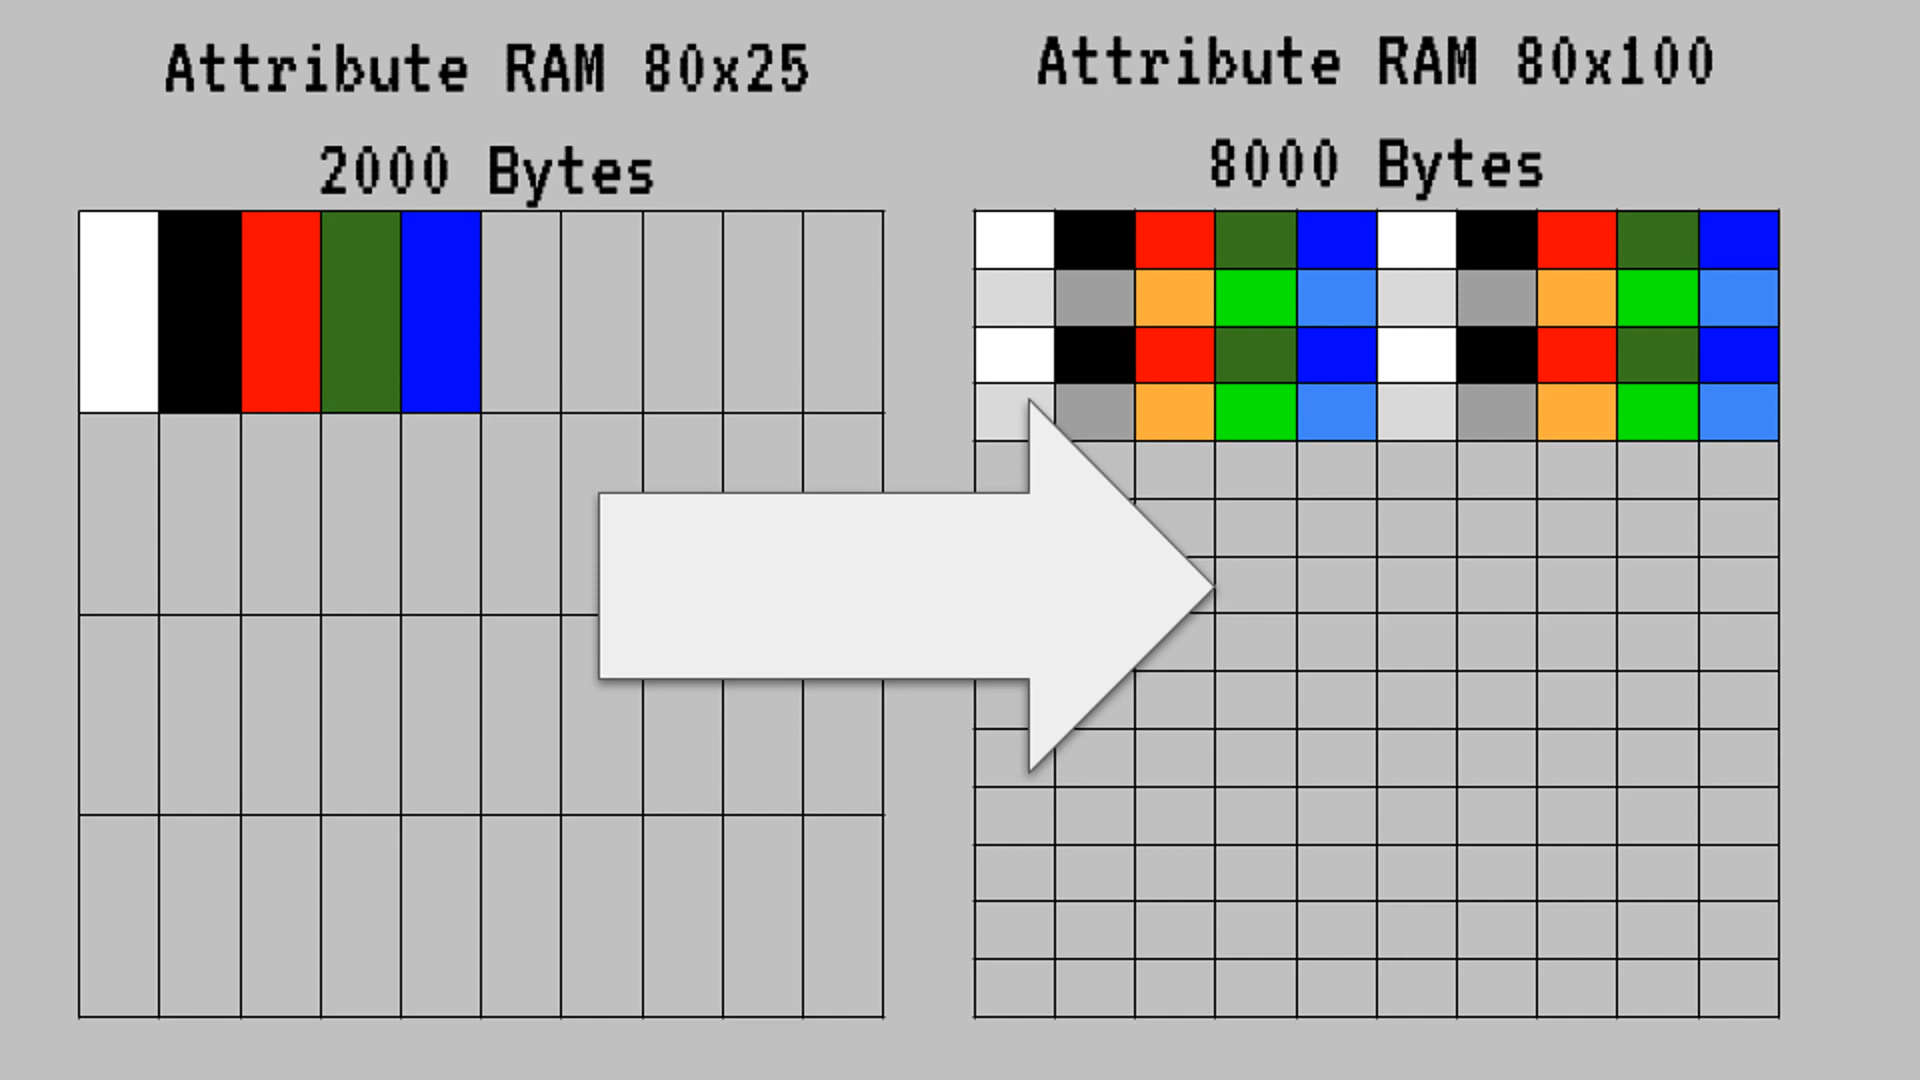 Attribute RAM 80x25
2000 Bytes
Attribute RAM 80x100
8000 Bytes